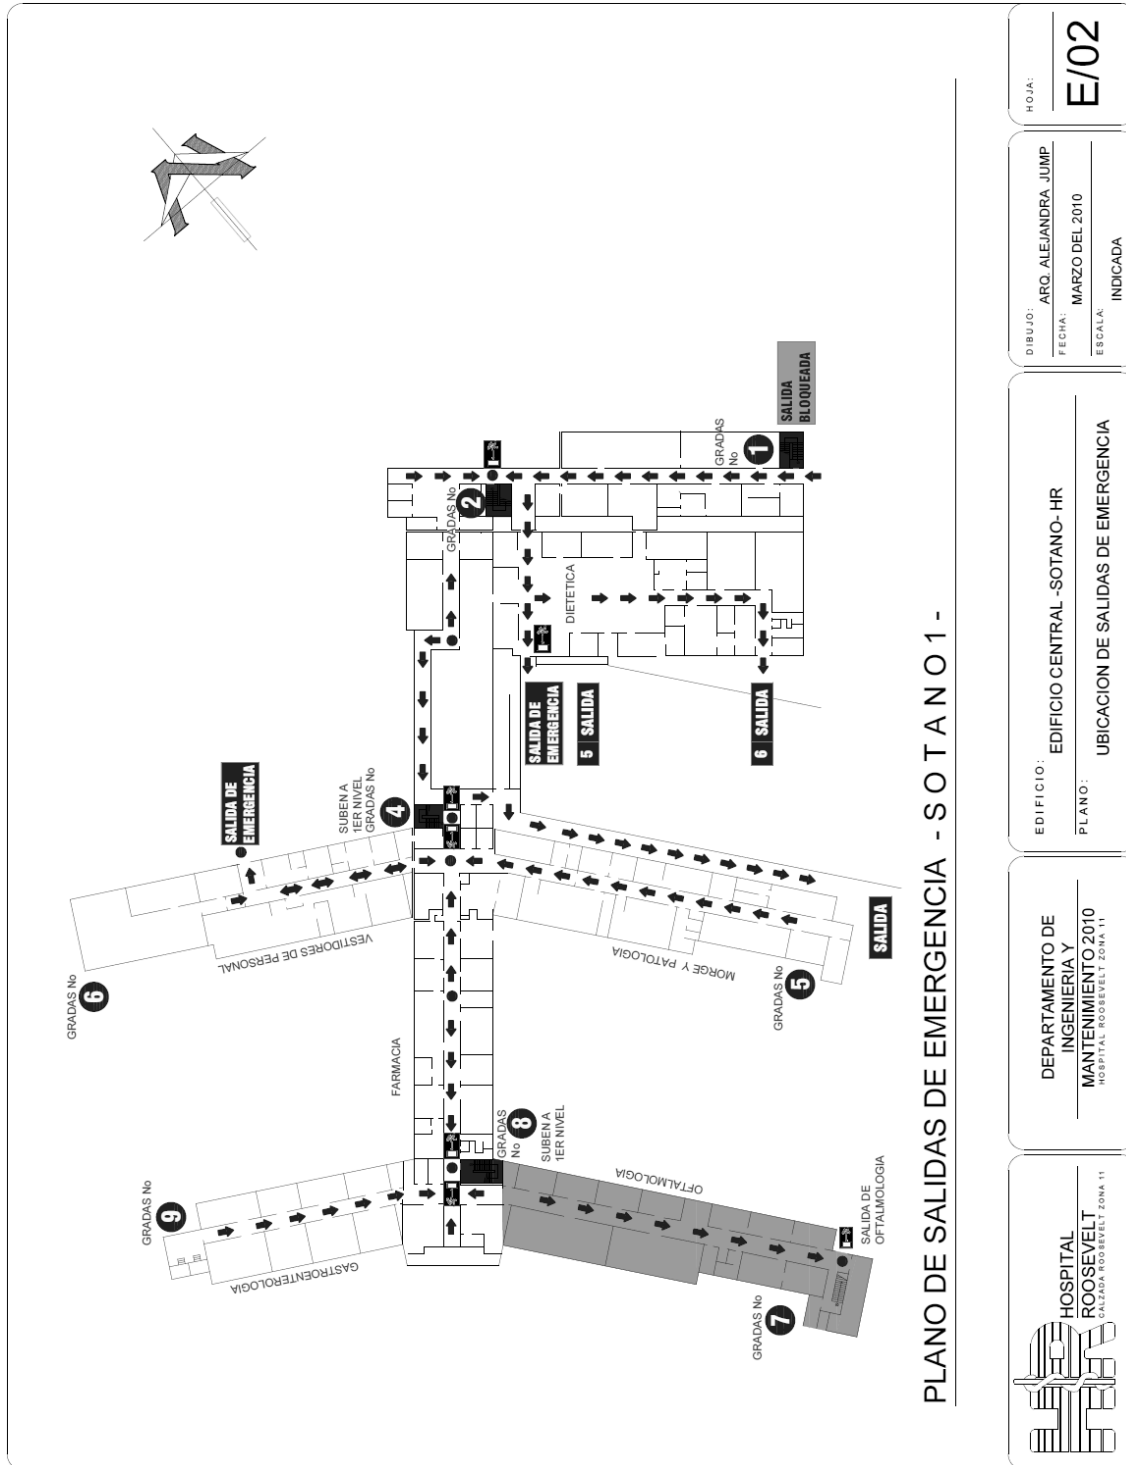 SALIDA
BLOQUEADA
GRADAS
No
1
GRADAS No
2
DIETETICA
SALIDA DE
EMERGENCIA
5 SALIDA
6 SALIDA
SALIDA DE
EMERGENCIA
SUBEN A
1ER NIVEL
GRADAS No
4
VESTIDORES DE PERSONAL
GRADAS No
6
MORGE Y PATOLOGIA
GRADAS No
5
SALIDA
FARMACIA
GRADAS
No
8
SUBEN A
1ER NIVEL
GRADAS No
9
GASTROENTEROLOGIA
OFTALMOLOGIA
SALIDA DE
OFTALMOLOGIA
GRADAS No
7
PLANO DE SALIDAS DE EMERGENCIA - S O T A N O 1 -
HR
HOSPITAL
ROOSEVELT
CALZADA ROOSEVELT ZONA 11
DEPARTAMENTO DE
INGENIERIA Y
MANTENIMIENTO 2010
HOSPITAL ROOSEVELT ZONA 11
EDIFICIO:
EDIFICIO CENTRAL -SOTANO- HR
PLANO:
UBICACION DE SALIDAS DE EMERGENCIA
DIBUJO:
ARQ. ALEJANDRA JUMP
FECHA:
MARZO DEL 2010
ESCALA:
INDICADA
HOJA:
E/02